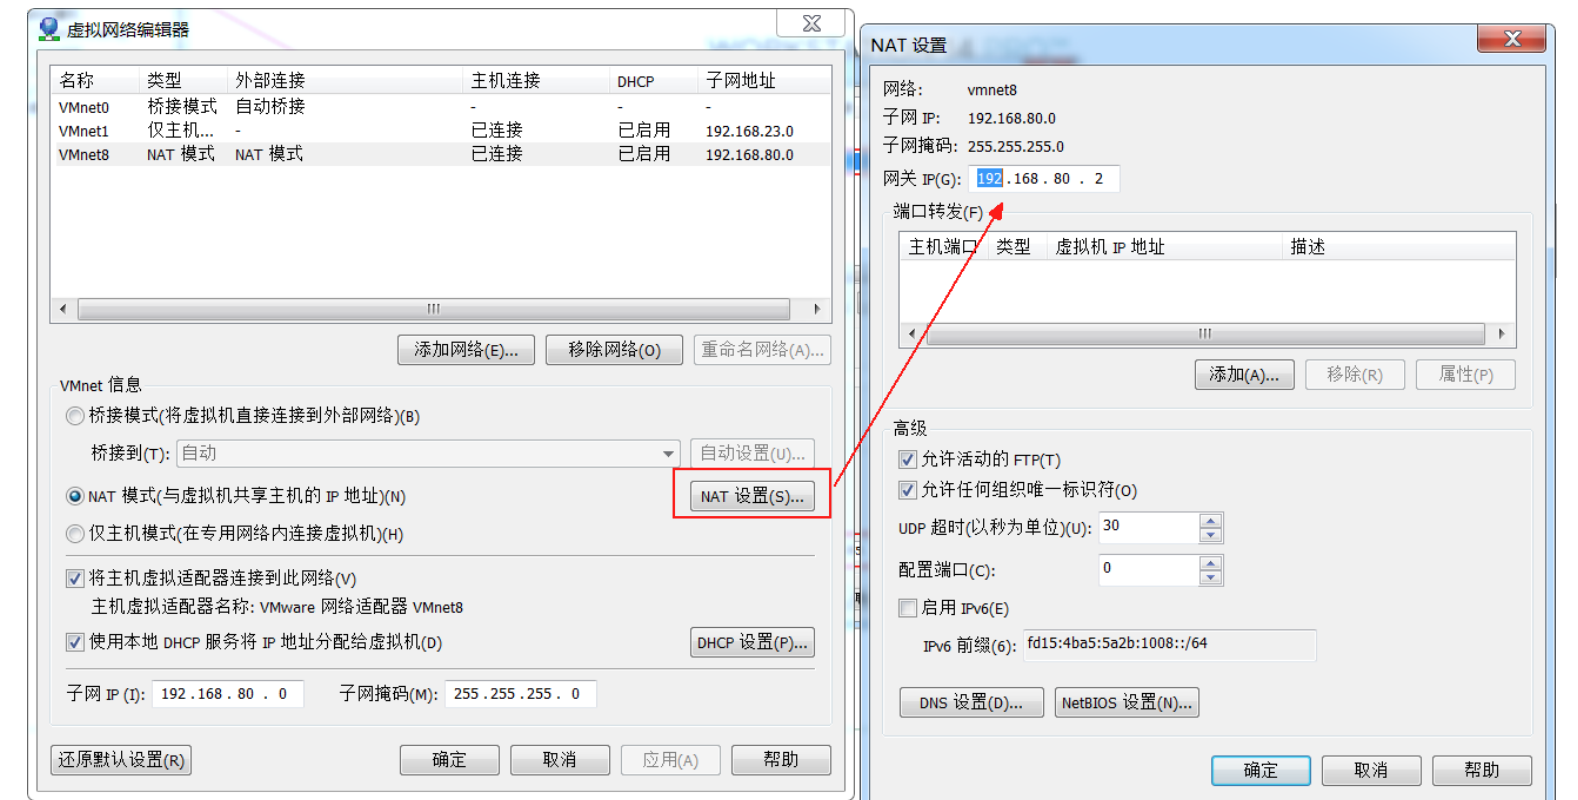 虚拟网络编辑器
名称 类型 外部连接 主机连接 DHCP 子网地址
VMnet0 桥接模式 自动桥接 - - -
VMnet1 仅主机... - 已连接 已启用 192.168.23.0
VMnet8 NAT 模式 NAT 模式 已连接 已启用 192.168.80.0
添加网络(E)... 移除网络(O) 重命名网络(A)...
VMnet 信息
桥接模式(将虚拟机直接连接到外部网络)(B)
桥接到(T): 自动 自动设置(U)...
NAT 模式(与虚拟机共享主机的 IP 地址)(N) NAT 设置(S)...
仅主机模式(在专用网络内连接虚拟机)(H)
将主机虚拟适配器连接到此网络(V)
主机虚拟适配器名称: VMware 网络适配器 VMnet8
使用本地 DHCP 服务将 IP 地址分配给虚拟机(D) DHCP 设置(P)...
子网 IP (I): 192.168.80.0 子网掩码(M): 255.255.255.0
还原默认设置(R) 确定 取消 应用(A) 帮助
NAT 设置
网络: vmnet8
子网 IP: 192.168.80.0
子网掩码: 255.255.255.0
网关 IP(G): 192.168.80.2
端口转发(F)
主机端口 类型 虚拟机 IP 地址 描述
添加(A)... 移除(R) 属性(P)
高级
允许活动的 FTP(T)
允许任何组织唯一标识符(O)
UDP 超时(以秒为单位)(U): 30
配置端口(C): 0
启用 IPv6(E)
IPv6 前缀(6): fd15:4ba5:5a2b:1008::/64
DNS 设置(D)... NetBIOS 设置(N)...
确定 取消 帮助